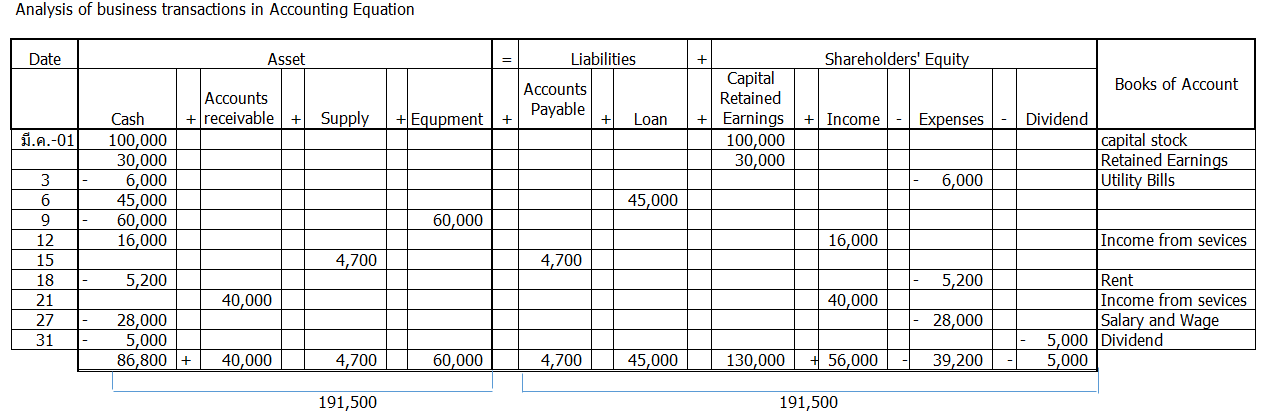 Analysis of business transactions in Accounting Equation
Date Asset = Liabilities + Shareholders' Equity Books of Account
Cash + Accounts receivable + Supply + Equpment + Accounts Payable + Loan + Capital Retained Earnings + Income - Expenses - Dividend
มี.ค.-01 100,000 100,000 capital stock
30,000 30,000 Retained Earnings
3 - 6,000 - 6,000 Utility Bills
6 45,000 45,000
9 - 60,000 60,000
12 16,000 16,000 Income from sevices
15 4,700 4,700
18 - 5,200 - 5,200 Rent
21 40,000 40,000 Income from sevices
27 - 28,000 - 28,000 Salary and Wage
31 - 5,000 - 5,000 Dividend
86,800 + 40,000 4,700 60,000 4,700 45,000 130,000 + 56,000 - 39,200 - 5,000
191,500 191,500